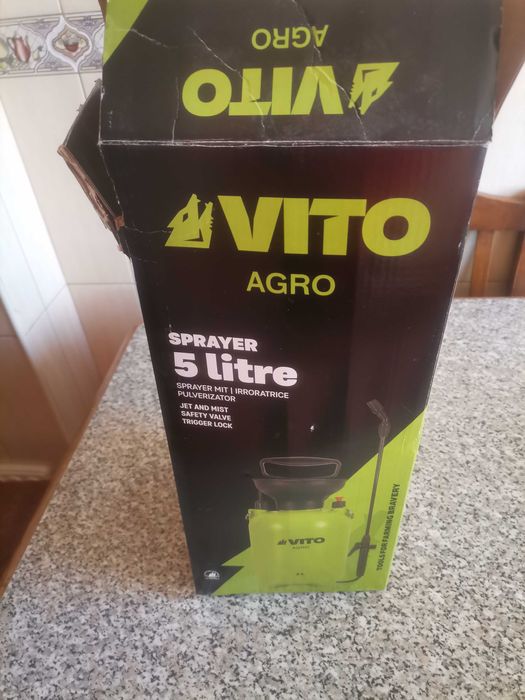 AGRO
VITO
VITO
AGRO
SPRAYER
5 litre
SPRAYER MIT | IRRORATRICE
PULVERIZATOR
JET AND MIST
SAFETY VALVE
TRIGGER LOCK
VITO
AGRO
TOOLS FOR FARMING BRAVERY